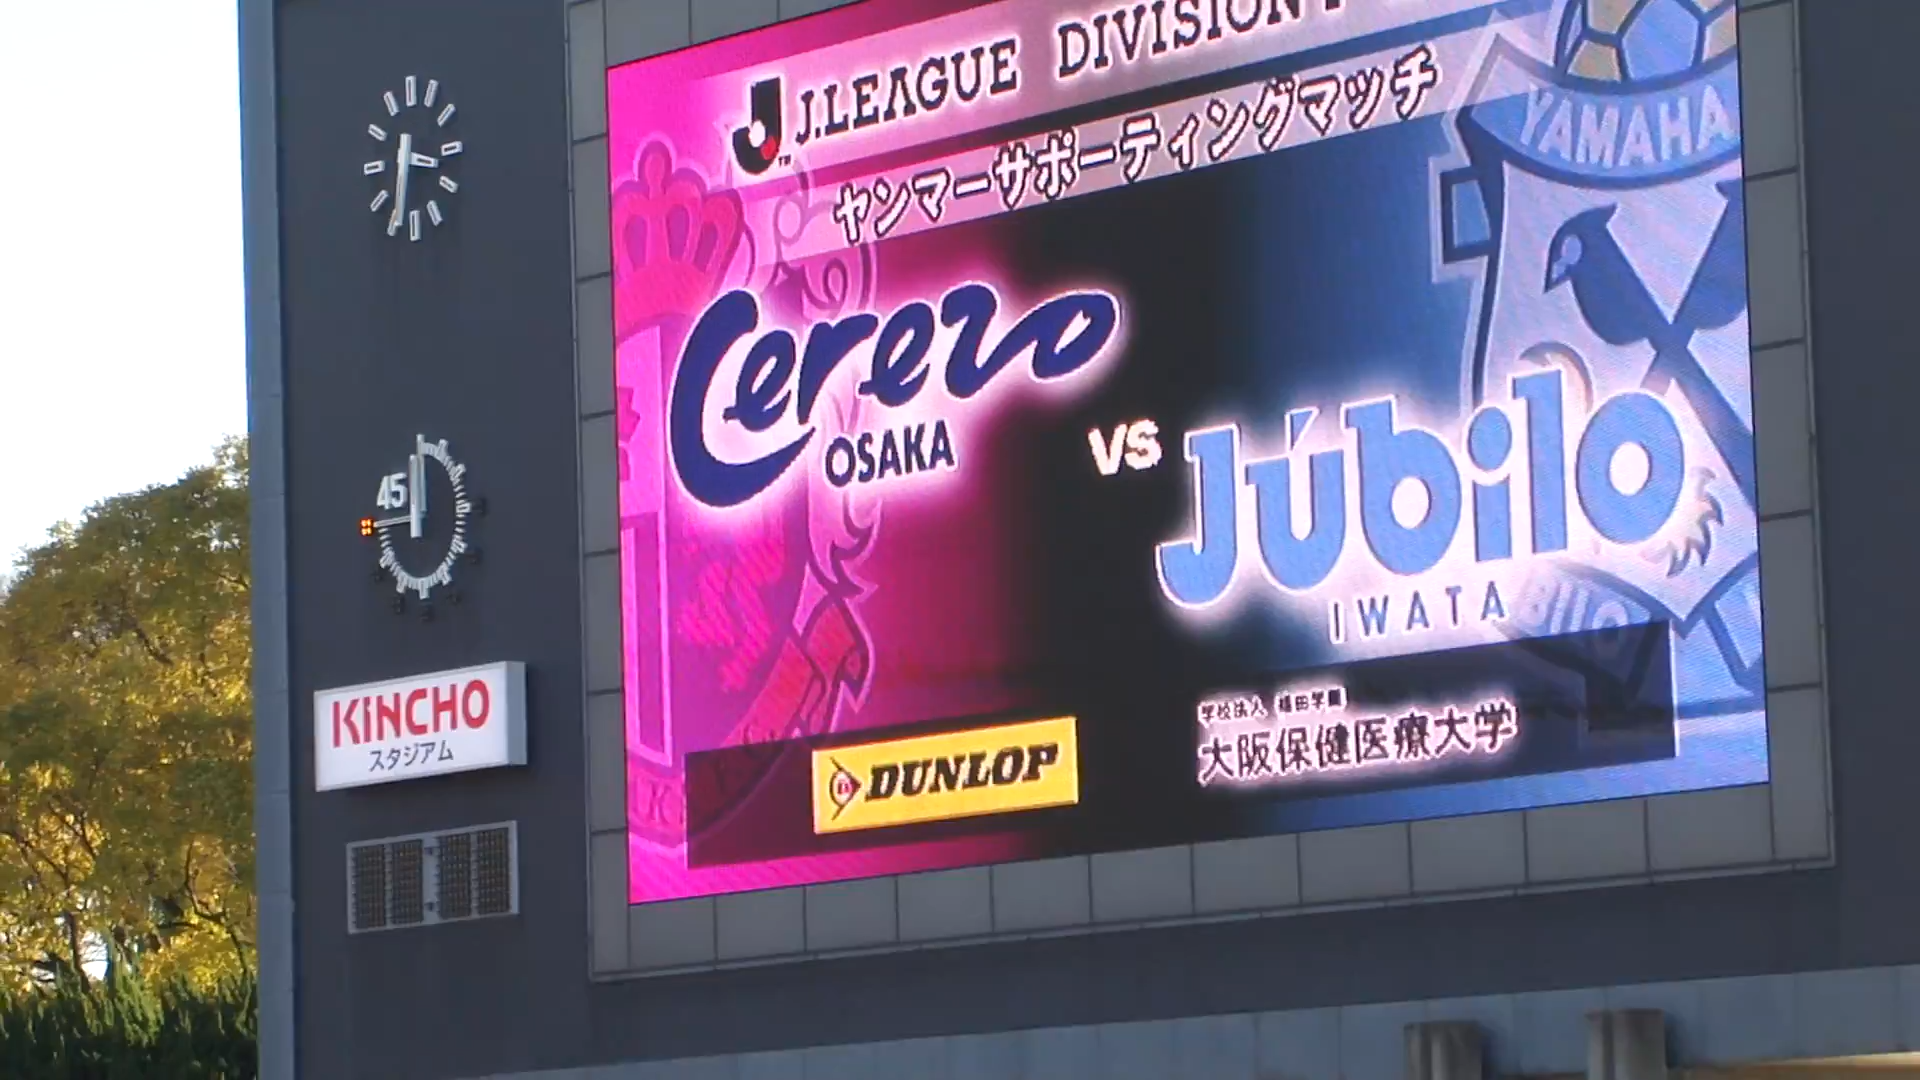 J.LEAGUE DIVISION 1
ヤンマーサポーティングマッチ
YAMAHA
Cerezo
OSAKA
VS
Júbilo
IWATA
45
KINCHO
スタジアム
DUNLOP
学校法人 福田学園
大阪保健医療大学